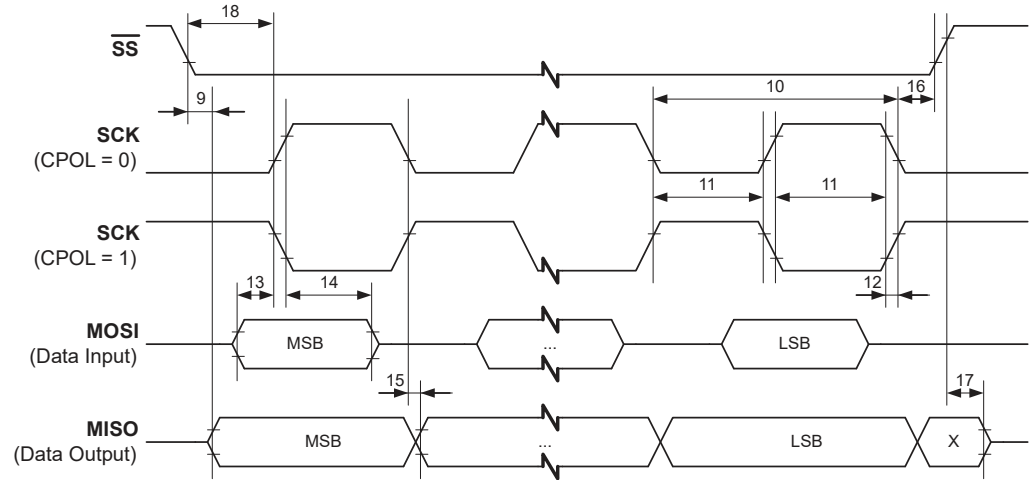 18
SS
9
10
16
SCK
(CPOL = 0)
11
11
SCK
(CPOL = 1)
13
14
12
MOSI
(Data Input)
MSB
...
LSB
15
17
MISO
(Data Output)
MSB
...
LSB
X